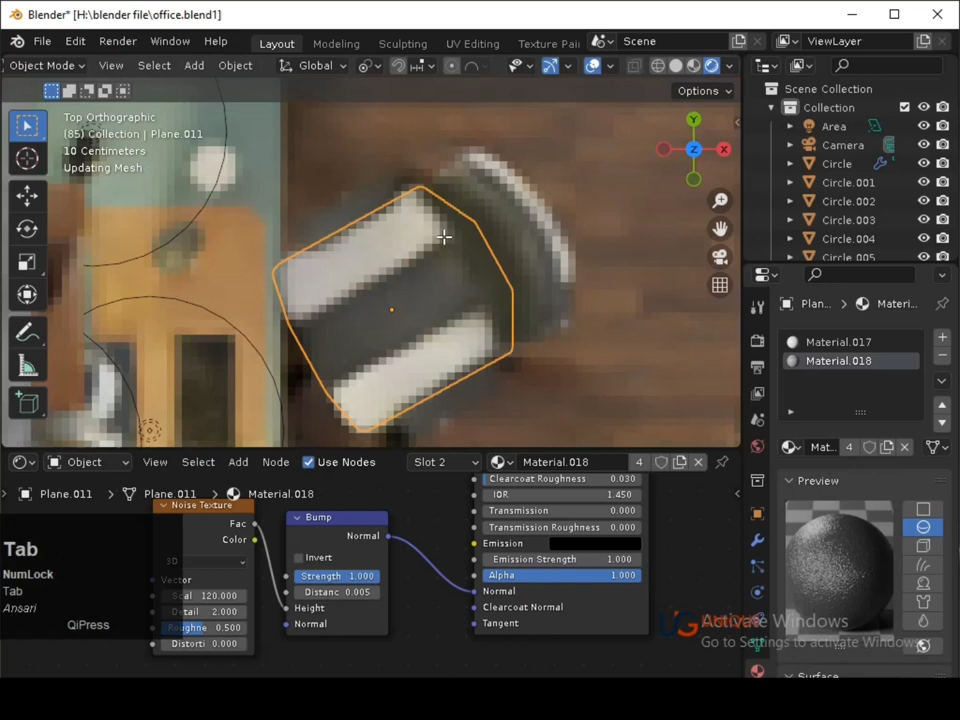 Blender* [H:\blender file\office.blend1]
File Edit Render Window Help
Layout Modeling Sculpting UV Editing Texture Pai
Scene
ViewLayer
Object Mode View Select Add Object
Global
Options
Top Orthographic
(85) Collection | Plane.011
10 Centimeters
Updating Mesh
Y
Z
X
Scene Collection
Collection
Area
Camera
Circle
Circle.001
Circle.002
Circle.003
Circle.004
Circle.005
Plan...
Materi...
Material.017
Material.018
Mat...
4
Preview
Surface
Object
View Select Add Node
Use Nodes
Slot 2
Material.018
4
Plane.011
Plane.011
Material.018
Noise Texture
Fac
Color
3D
Vector
Scal 120.000
Detail 2.000
Roughne 0.500
Distorti 0.000
Bump
Normal
Invert
Strength 1.000
Distanc 0.005
Height
Normal
Clearcoat Roughness 0.030
IOR 1.450
Transmission 0.000
Transmission Roughness 0.000
Emission
Emission Strength 1.000
Alpha 1.000
Normal
Clearcoat Normal
Tangent
Tab
NumLock
Tab
Ansari
QiPress
Activate Windows
Go to Settings to activate Windows.